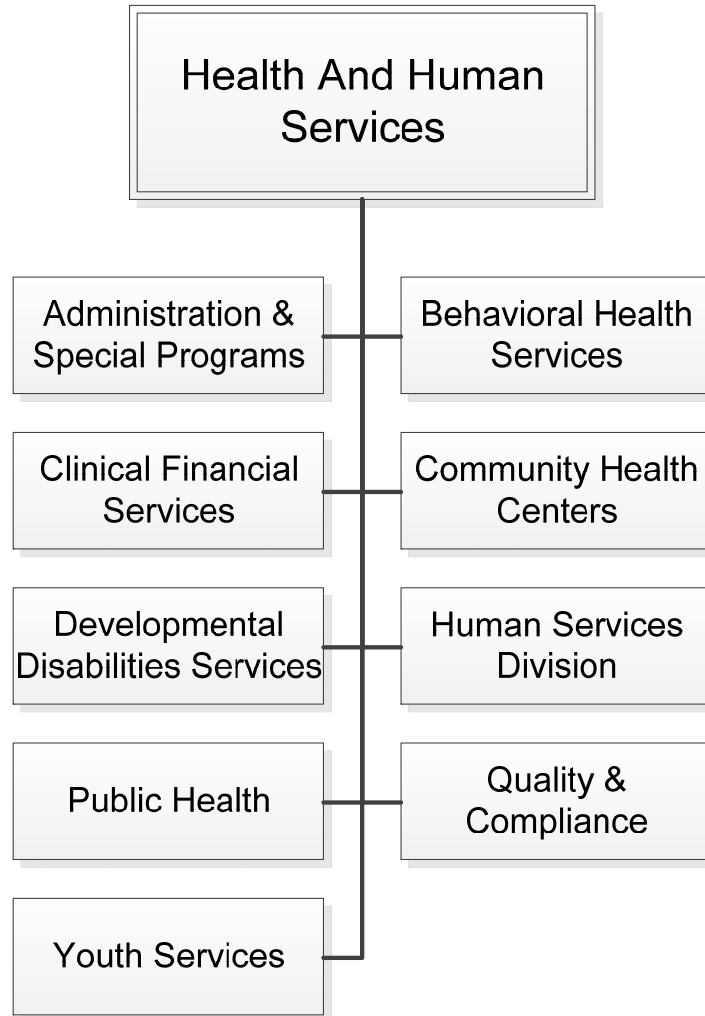 Health And Human
Services
Administration &
Special Programs
Behavioral Health
Services
Clinical Financial
Services
Community Health
Centers
Developmental
Disabilities Services
Human Services
Division
Public Health
Quality &
Compliance
Youth Services